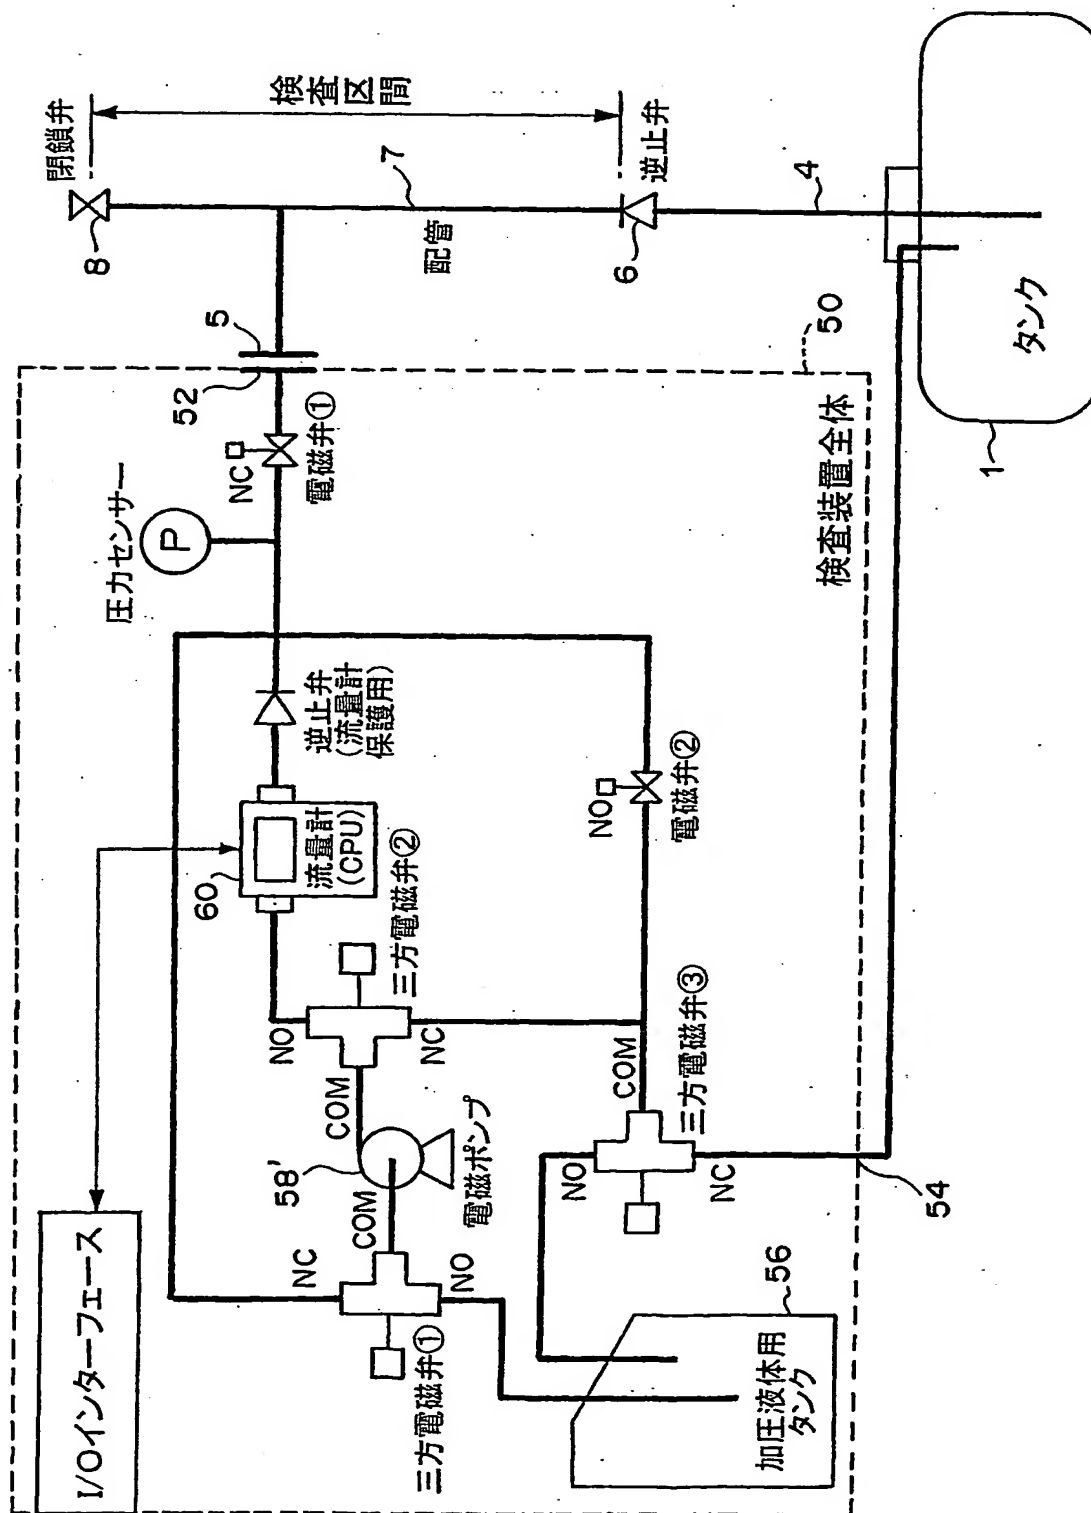 I/Oインターフェース
三方電磁弁①
NC
COM
NO
加圧液体用
タンク
56
58'
電磁ポンプ
COM
NO
NC
三方電磁弁②
60
流量計
(CPU)
逆止弁
(流量計
保護用)
NO
COM
NC
三方電磁弁③
54
NO
電磁弁②
圧力センサー
P
NC
電磁弁①
52
5
検査装置全体
50
閉鎖弁
8
検査区間
7
配管
逆止弁
6
4
タンク
1